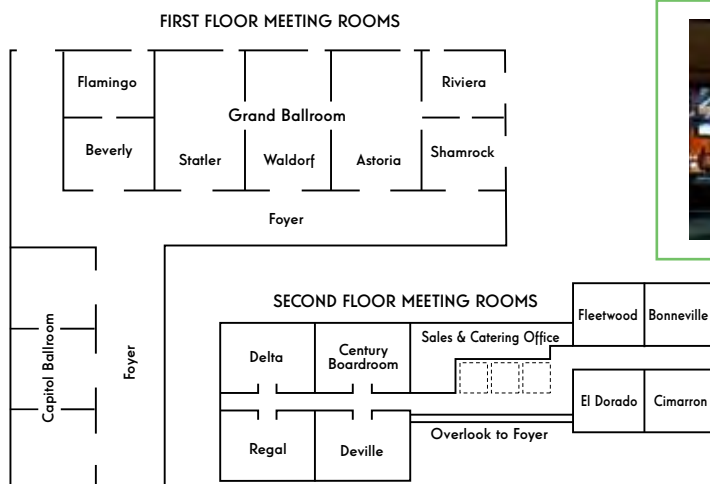 FIRST FLOOR MEETING ROOMS
Flamingo
Riviera
Grand Ballroom
Beverly
Statler
Waldorf
Astoria
Shamrock
Foyer
Capitol Ballroom
Foyer
SECOND FLOOR MEETING ROOMS
Fleetwood
Bonneville
Sales & Catering Office
Delta
Century
Boardroom
El Dorado
Cimarron
Overlook to Foyer
Regal
Deville